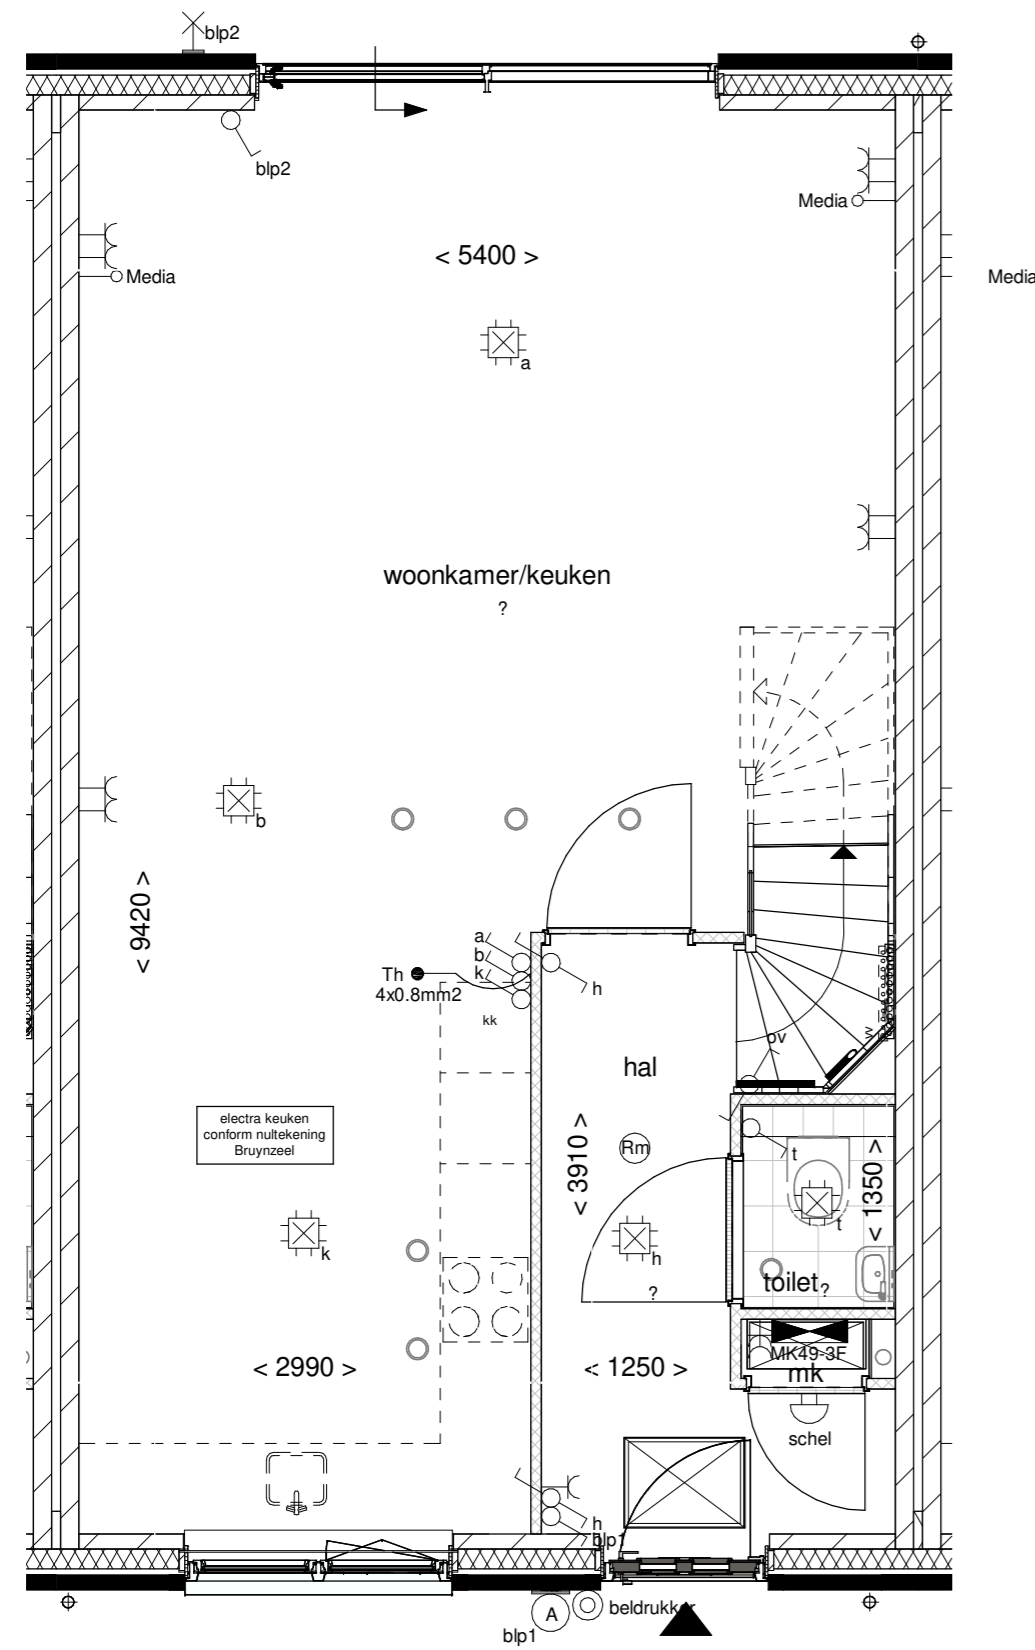 blp2
blp2
Media
< 5400 >
Media
Media
a
woonkamer/keuken
?
b
< 9420 >
a
b
k
Th
4x0.8mm2
kk
h
ov
w
hal
electra keuken
conform nultekening
Bruynzeel
< 3910 >
Rm
t
< 1350 >
t
k
h
?
toilet?
< 2990 >
< 1250 >
MK49-3F
mk
schel
h
blp1
A
beldrukker
blp1